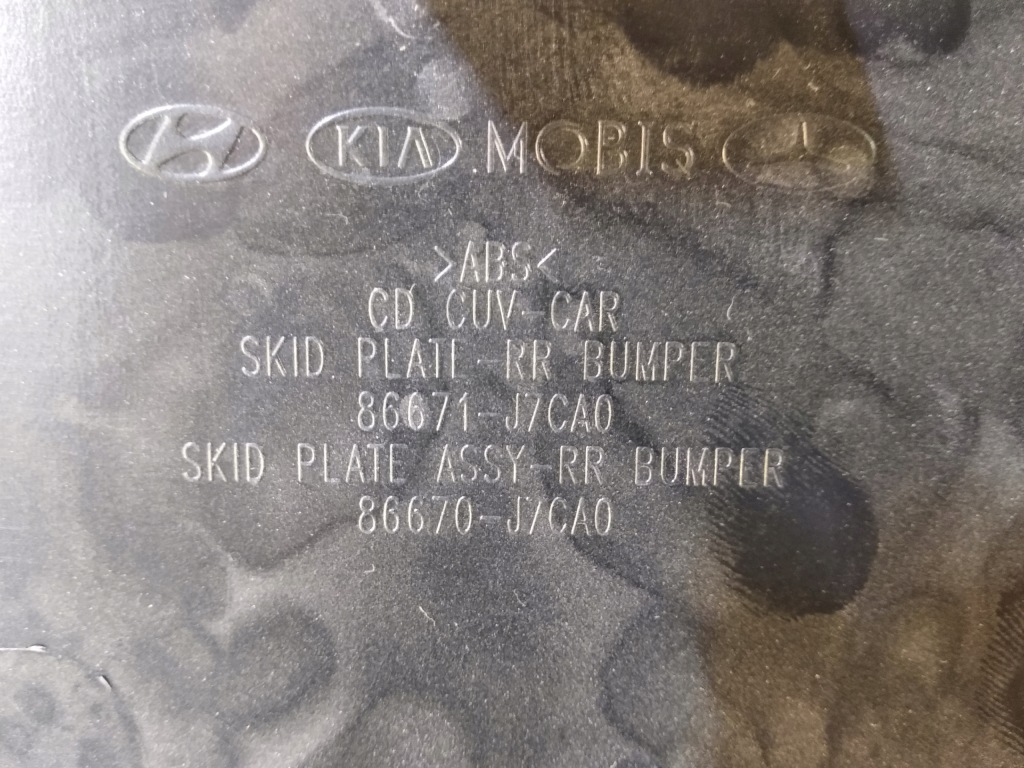 KIA MOBIS
>ABS<
CD CUV-CAR
SKID PLATE-RR BUMPER
86671-J7CA0
SKID PLATE ASSY-RR BUMPER
86670-J7CA0